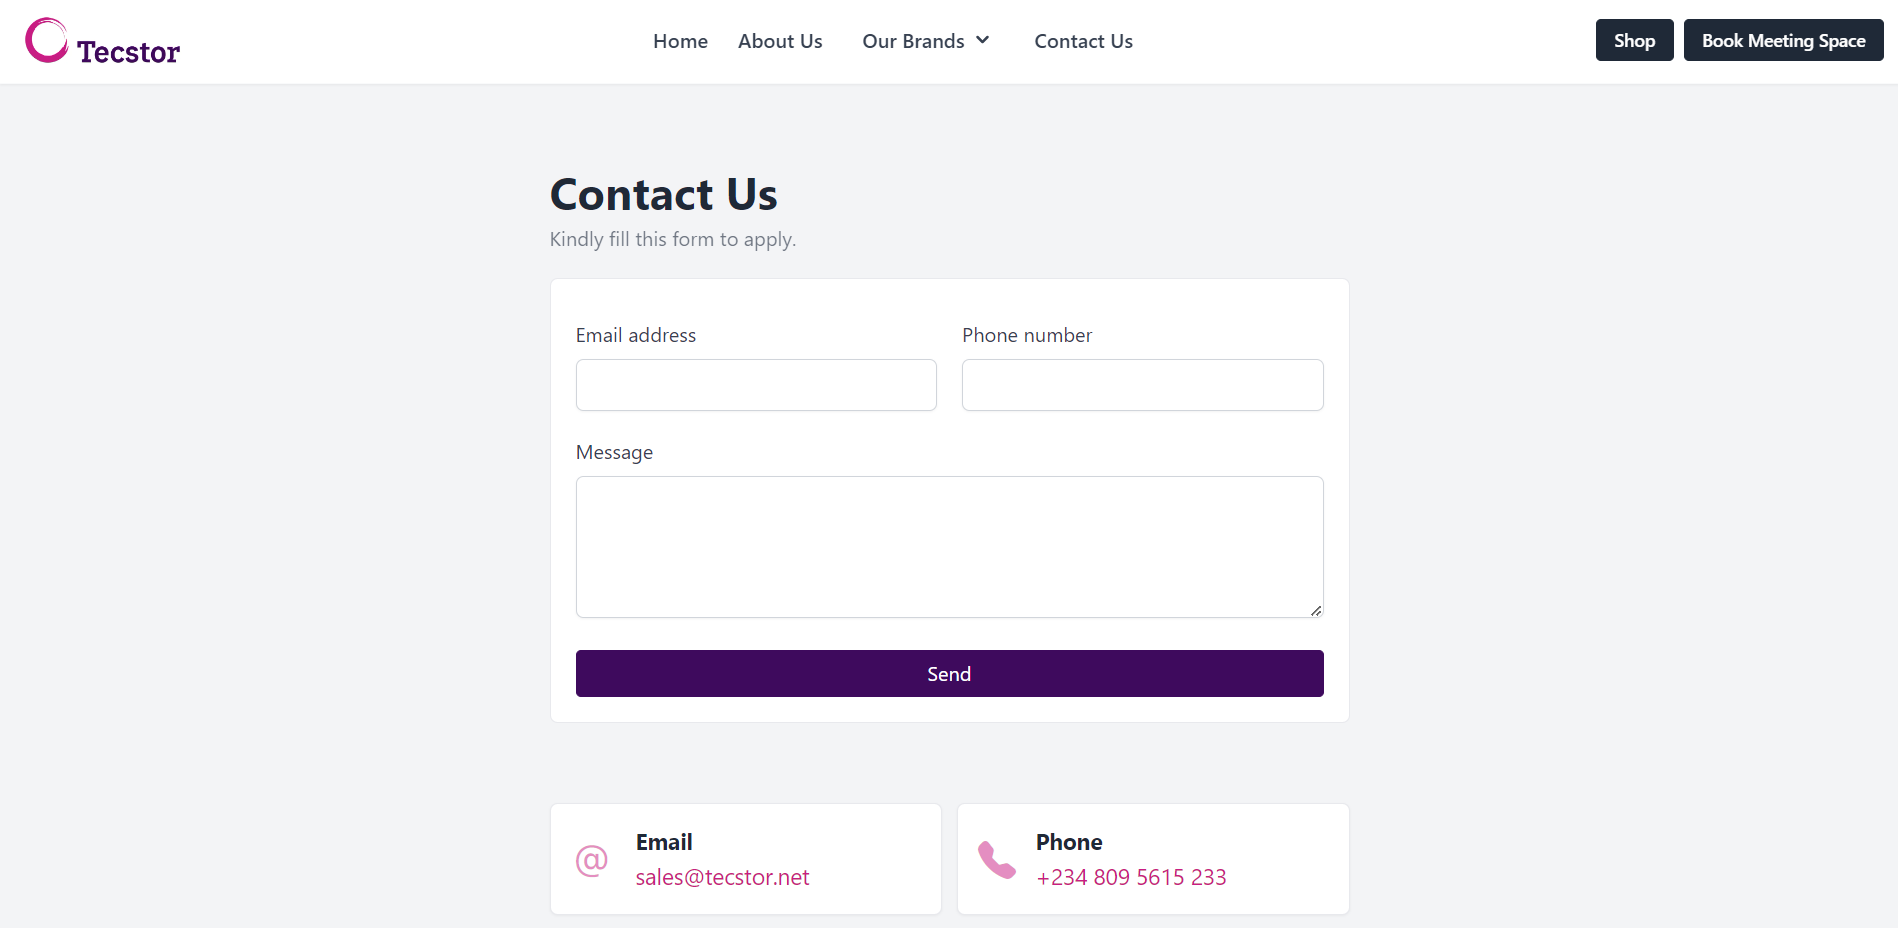 Tecstor
Home About Us Our Brands Contact Us
Shop Book Meeting Space
Contact Us
Kindly fill this form to apply.
Email address Phone number
Message
Send
@
Email
sales@tecstor.net
Phone
+234 809 5615 233